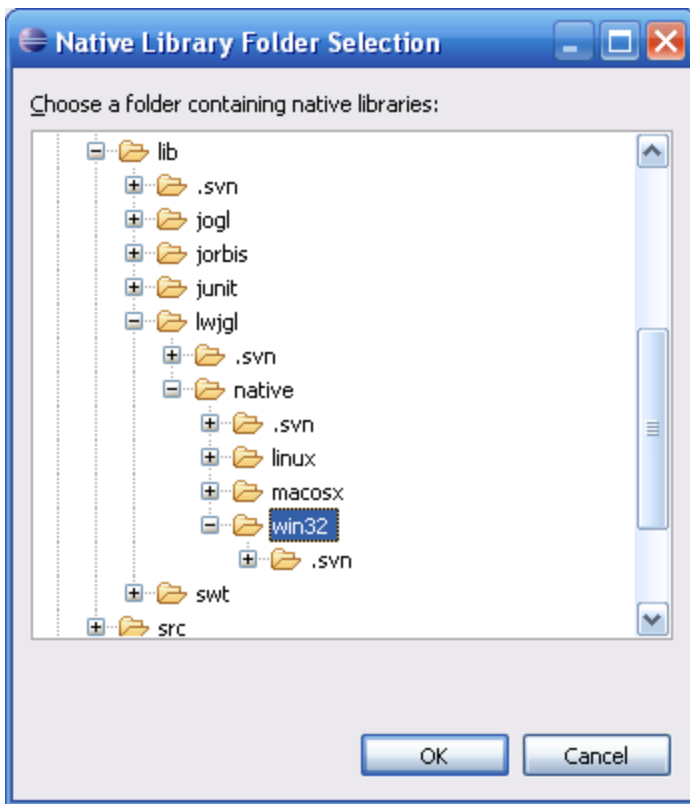 Native Library Folder Selection
Choose a folder containing native libraries:
lib
.svn
jogl
jorbis
junit
lwjgl
.svn
native
.svn
linux
macosx
win32
.svn
swt
src
OK Cancel